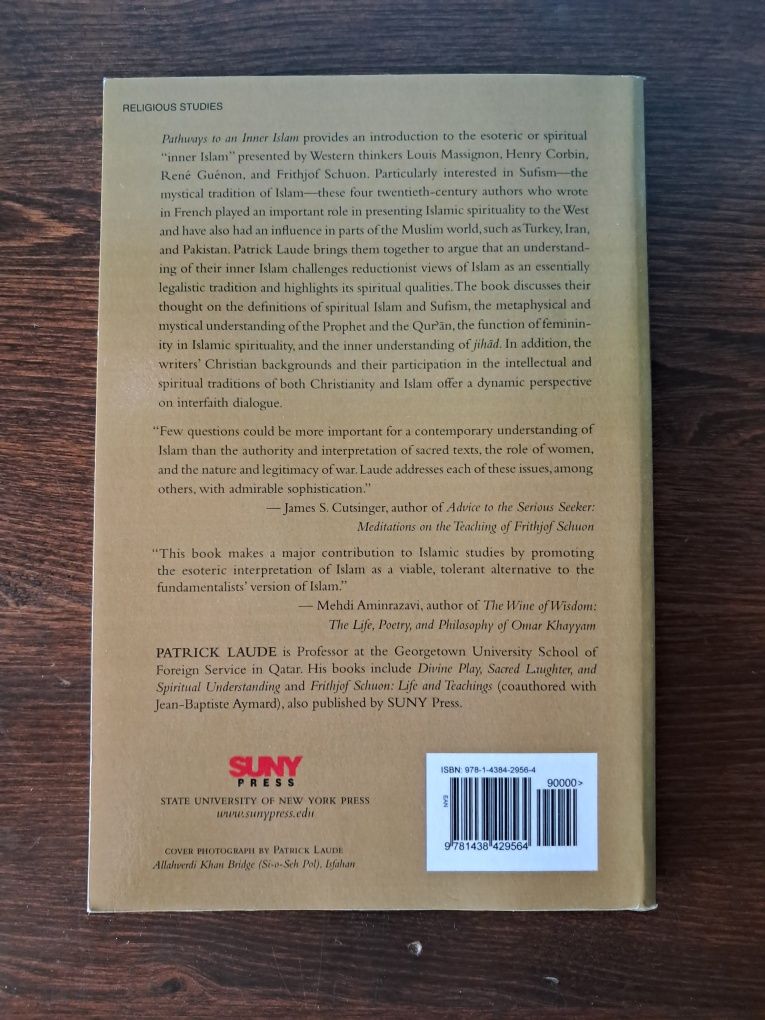 RELIGIOUS STUDIES
Pathways to an Inner Islam provides an introduction to the esoteric or spiritual
“inner Islam” presented by Western thinkers Louis Massignon, Henry Corbin,
René Guénon, and Frithjof Schuon. Particularly interested in Sufism—the
mystical tradition of Islam—these four twentieth-century authors who wrote
in French played an important role in presenting Islamic spirituality to the West
and have also had an influence in parts of the Muslim world, such as Turkey, Iran,
and Pakistan. Patrick Laude brings them together to argue that an understand-
ing of their inner Islam challenges reductionist views of Islam as an essentially
legalistic tradition and highlights its spiritual qualities. The book discusses their
thought on the definitions of spiritual Islam and Sufism, the metaphysical and
mystical understanding of the Prophet and the Qurʾān, the function of feminin-
ity in Islamic spirituality, and the inner understanding of jihād. In addition, the
writers’ Christian backgrounds and their participation in the intellectual and
spiritual traditions of both Christianity and Islam offer a dynamic perspective
on interfaith dialogue.
“Few questions could be more important for a contemporary understanding of
Islam than the authority and interpretation of sacred texts, the role of women,
and the nature and legitimacy of war. Laude addresses each of these issues, among
others, with admirable sophistication.”
— James S. Cutsinger, author of Advice to the Serious Seeker:
Meditations on the Teaching of Frithjof Schuon
“This book makes a major contribution to Islamic studies by promoting
the esoteric interpretation of Islam as a viable, tolerant alternative to the
fundamentalists’ version of Islam.”
— Mehdi Aminrazavi, author of The Wine of Wisdom:
The Life, Poetry, and Philosophy of Omar Khayyam
PATRICK LAUDE is Professor at the Georgetown University School of
Foreign Service in Qatar. His books include Divine Play, Sacred Laughter, and
Spiritual Understanding and Frithjof Schuon: Life and Teachings (coauthored with
Jean-Baptiste Aymard), also published by SUNY Press.
SUNY
PRESS
STATE UNIVERSITY OF NEW YORK PRESS
www.sunypress.edu
COVER PHOTOGRAPH BY PATRICK LAUDE
Allahverdi Khan Bridge (Si-o-Seh Pol), Isfahan
ISBN: 978-1-4384-2956-4
90000>
EAN
9 781438 429564